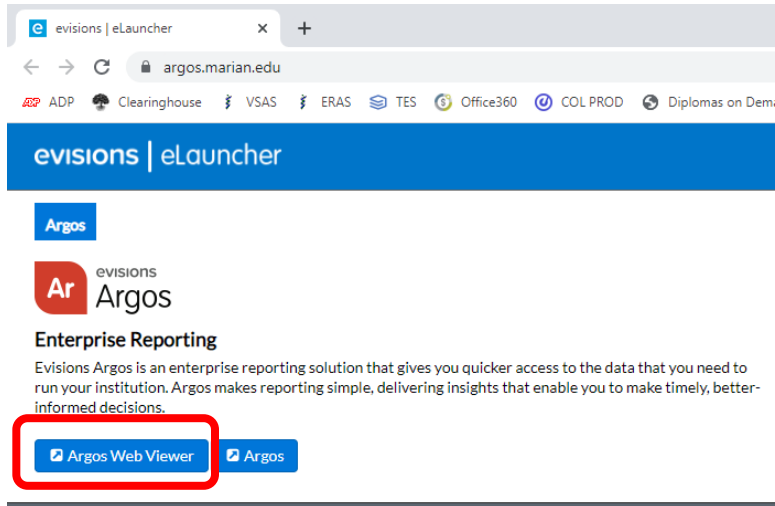 e evisions | eLauncher
argos.marian.edu
ADP Clearinghouse VSAS ERAS TES Office360 COL PROD Diplomas on Dema
evisions | eLauncher
Argos
Ar evisions
Argos
Enterprise Reporting
Evisions Argos is an enterprise reporting solution that gives you quicker access to the data that you need to
run your institution. Argos makes reporting simple, delivering insights that enable you to make timely, better-
informed decisions.
Argos Web Viewer Argos